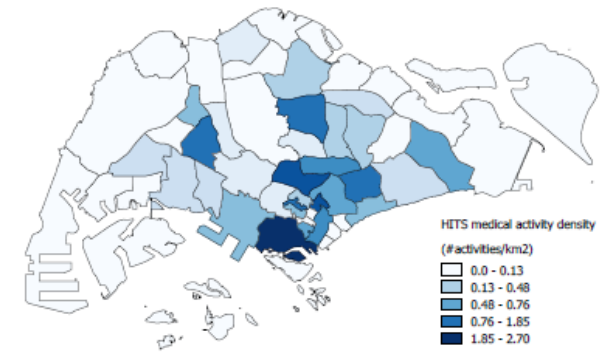 HITS medical activity density
(#activities/km2)
0.0 - 0.13
0.13 - 0.48
0.48 - 0.76
0.76 - 1.85
1.85 - 2.70